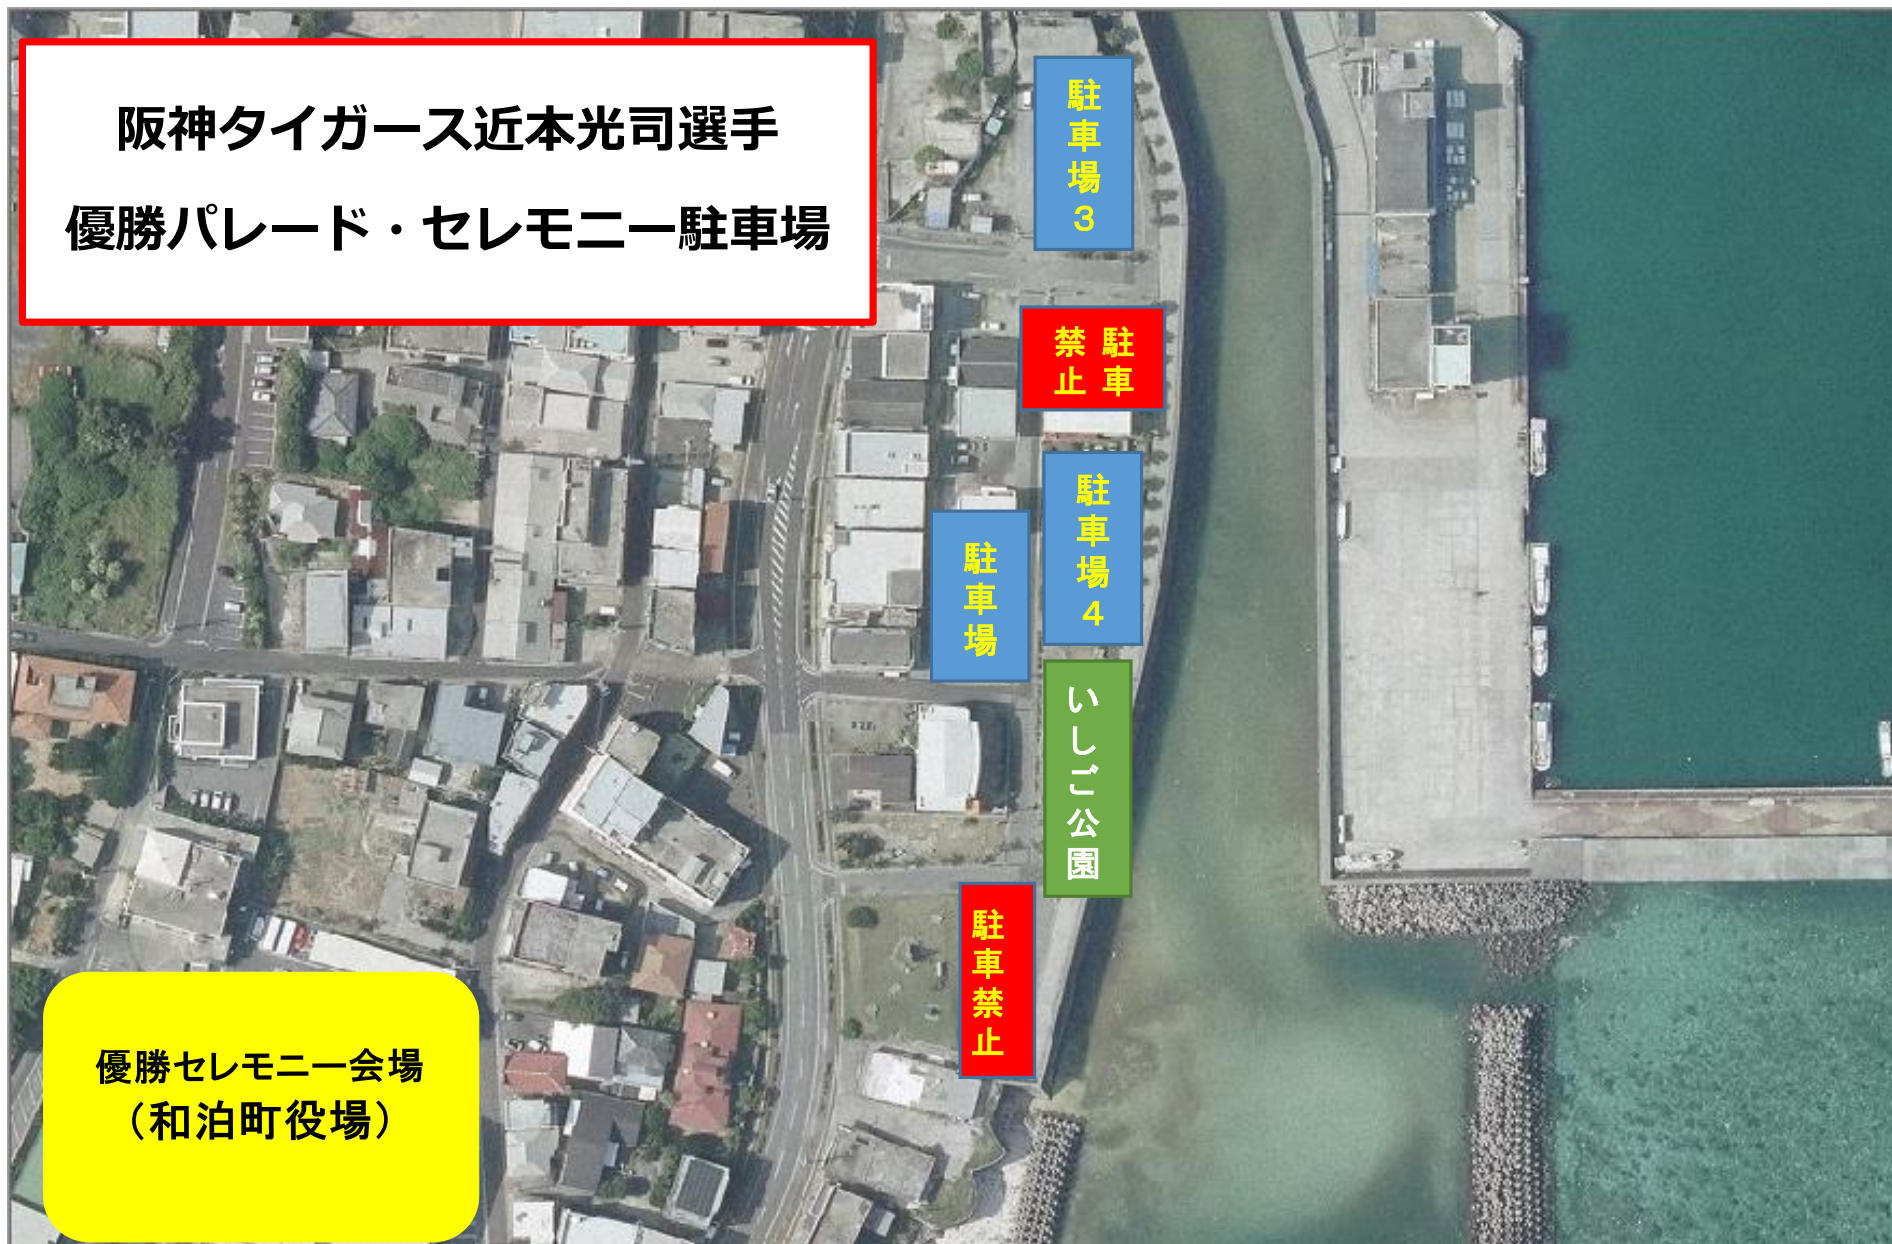 阪神タイガース近本光司選手
優勝パレード・セレモニー駐車場
駐車場3
駐車
禁止
駐車場4
駐車場
いしご公園
駐車禁止
優勝セレモニー会場
（和泊町役場）